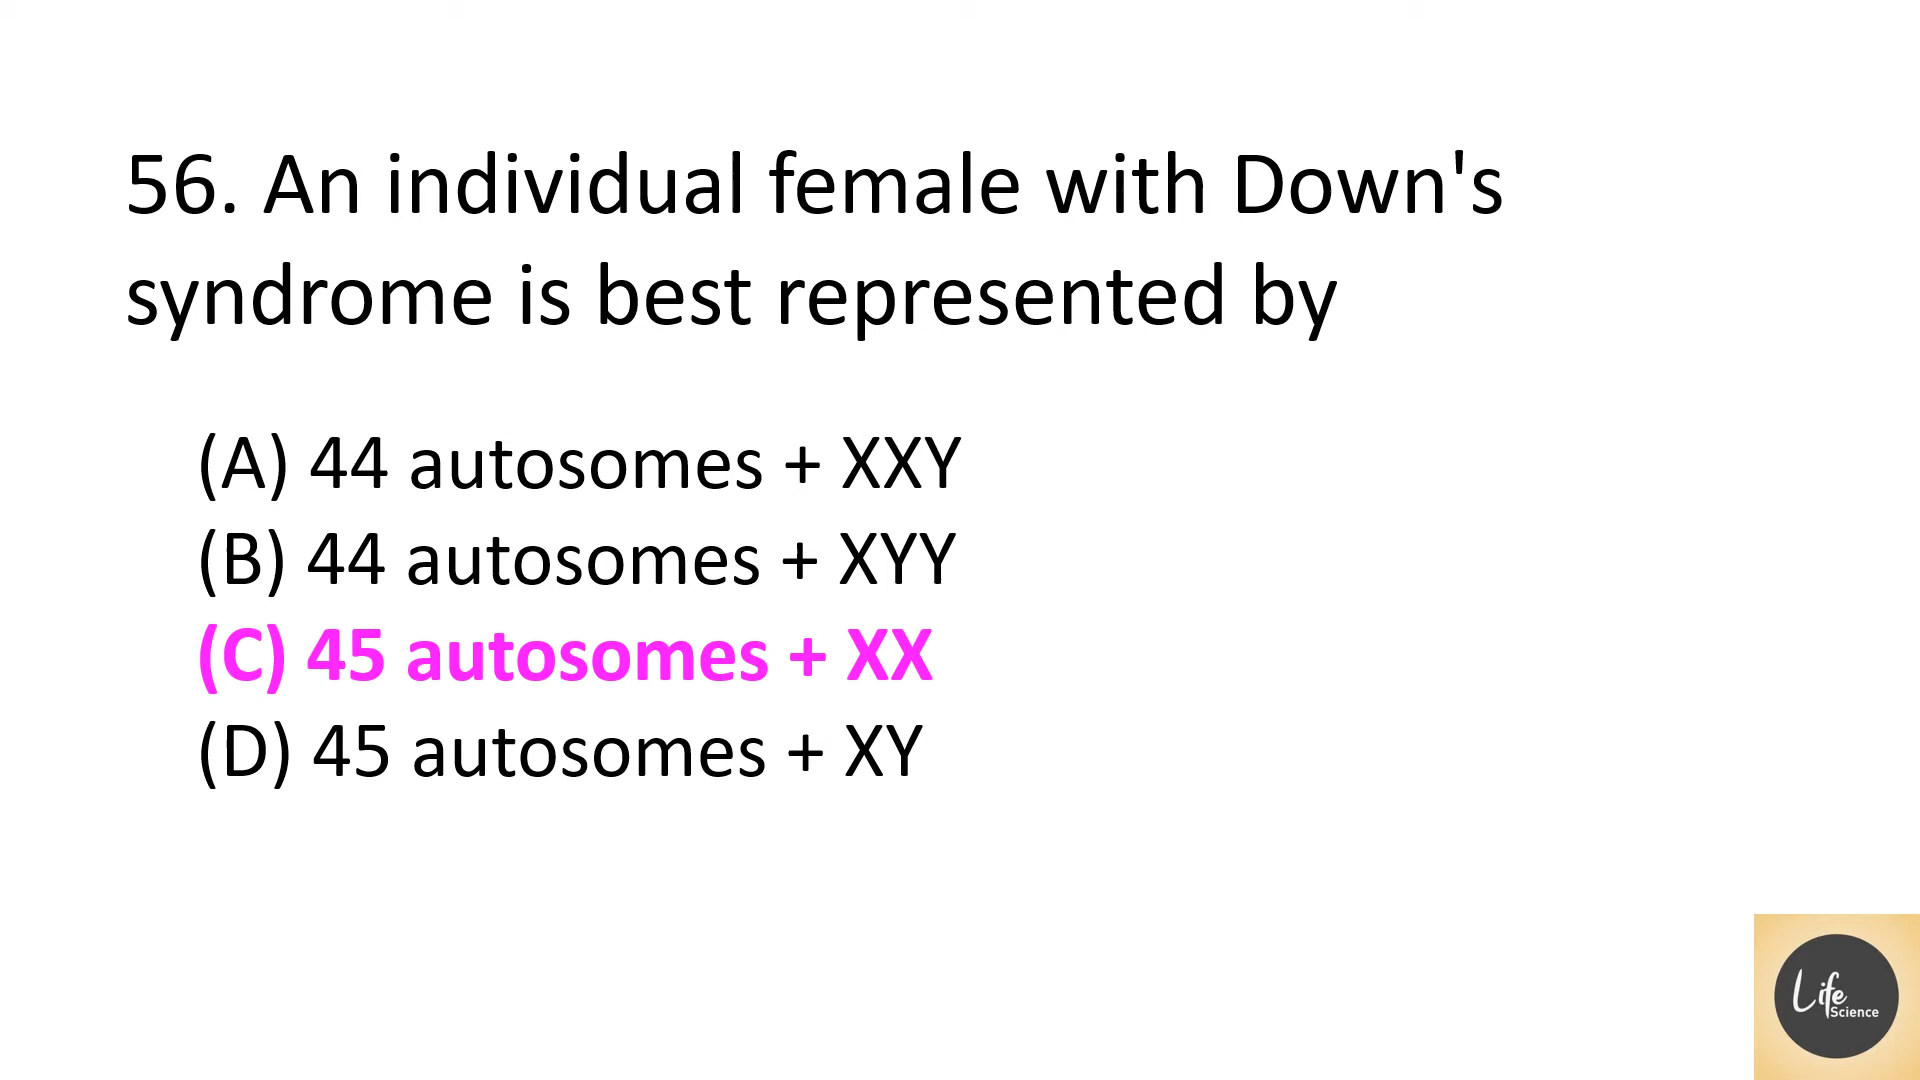 56. An individual female with Down's
syndrome is best represented by
(A) 44 autosomes + XXY
(B) 44 autosomes + XYY
(C) 45 autosomes + XX
(D) 45 autosomes + XY
Life
Science